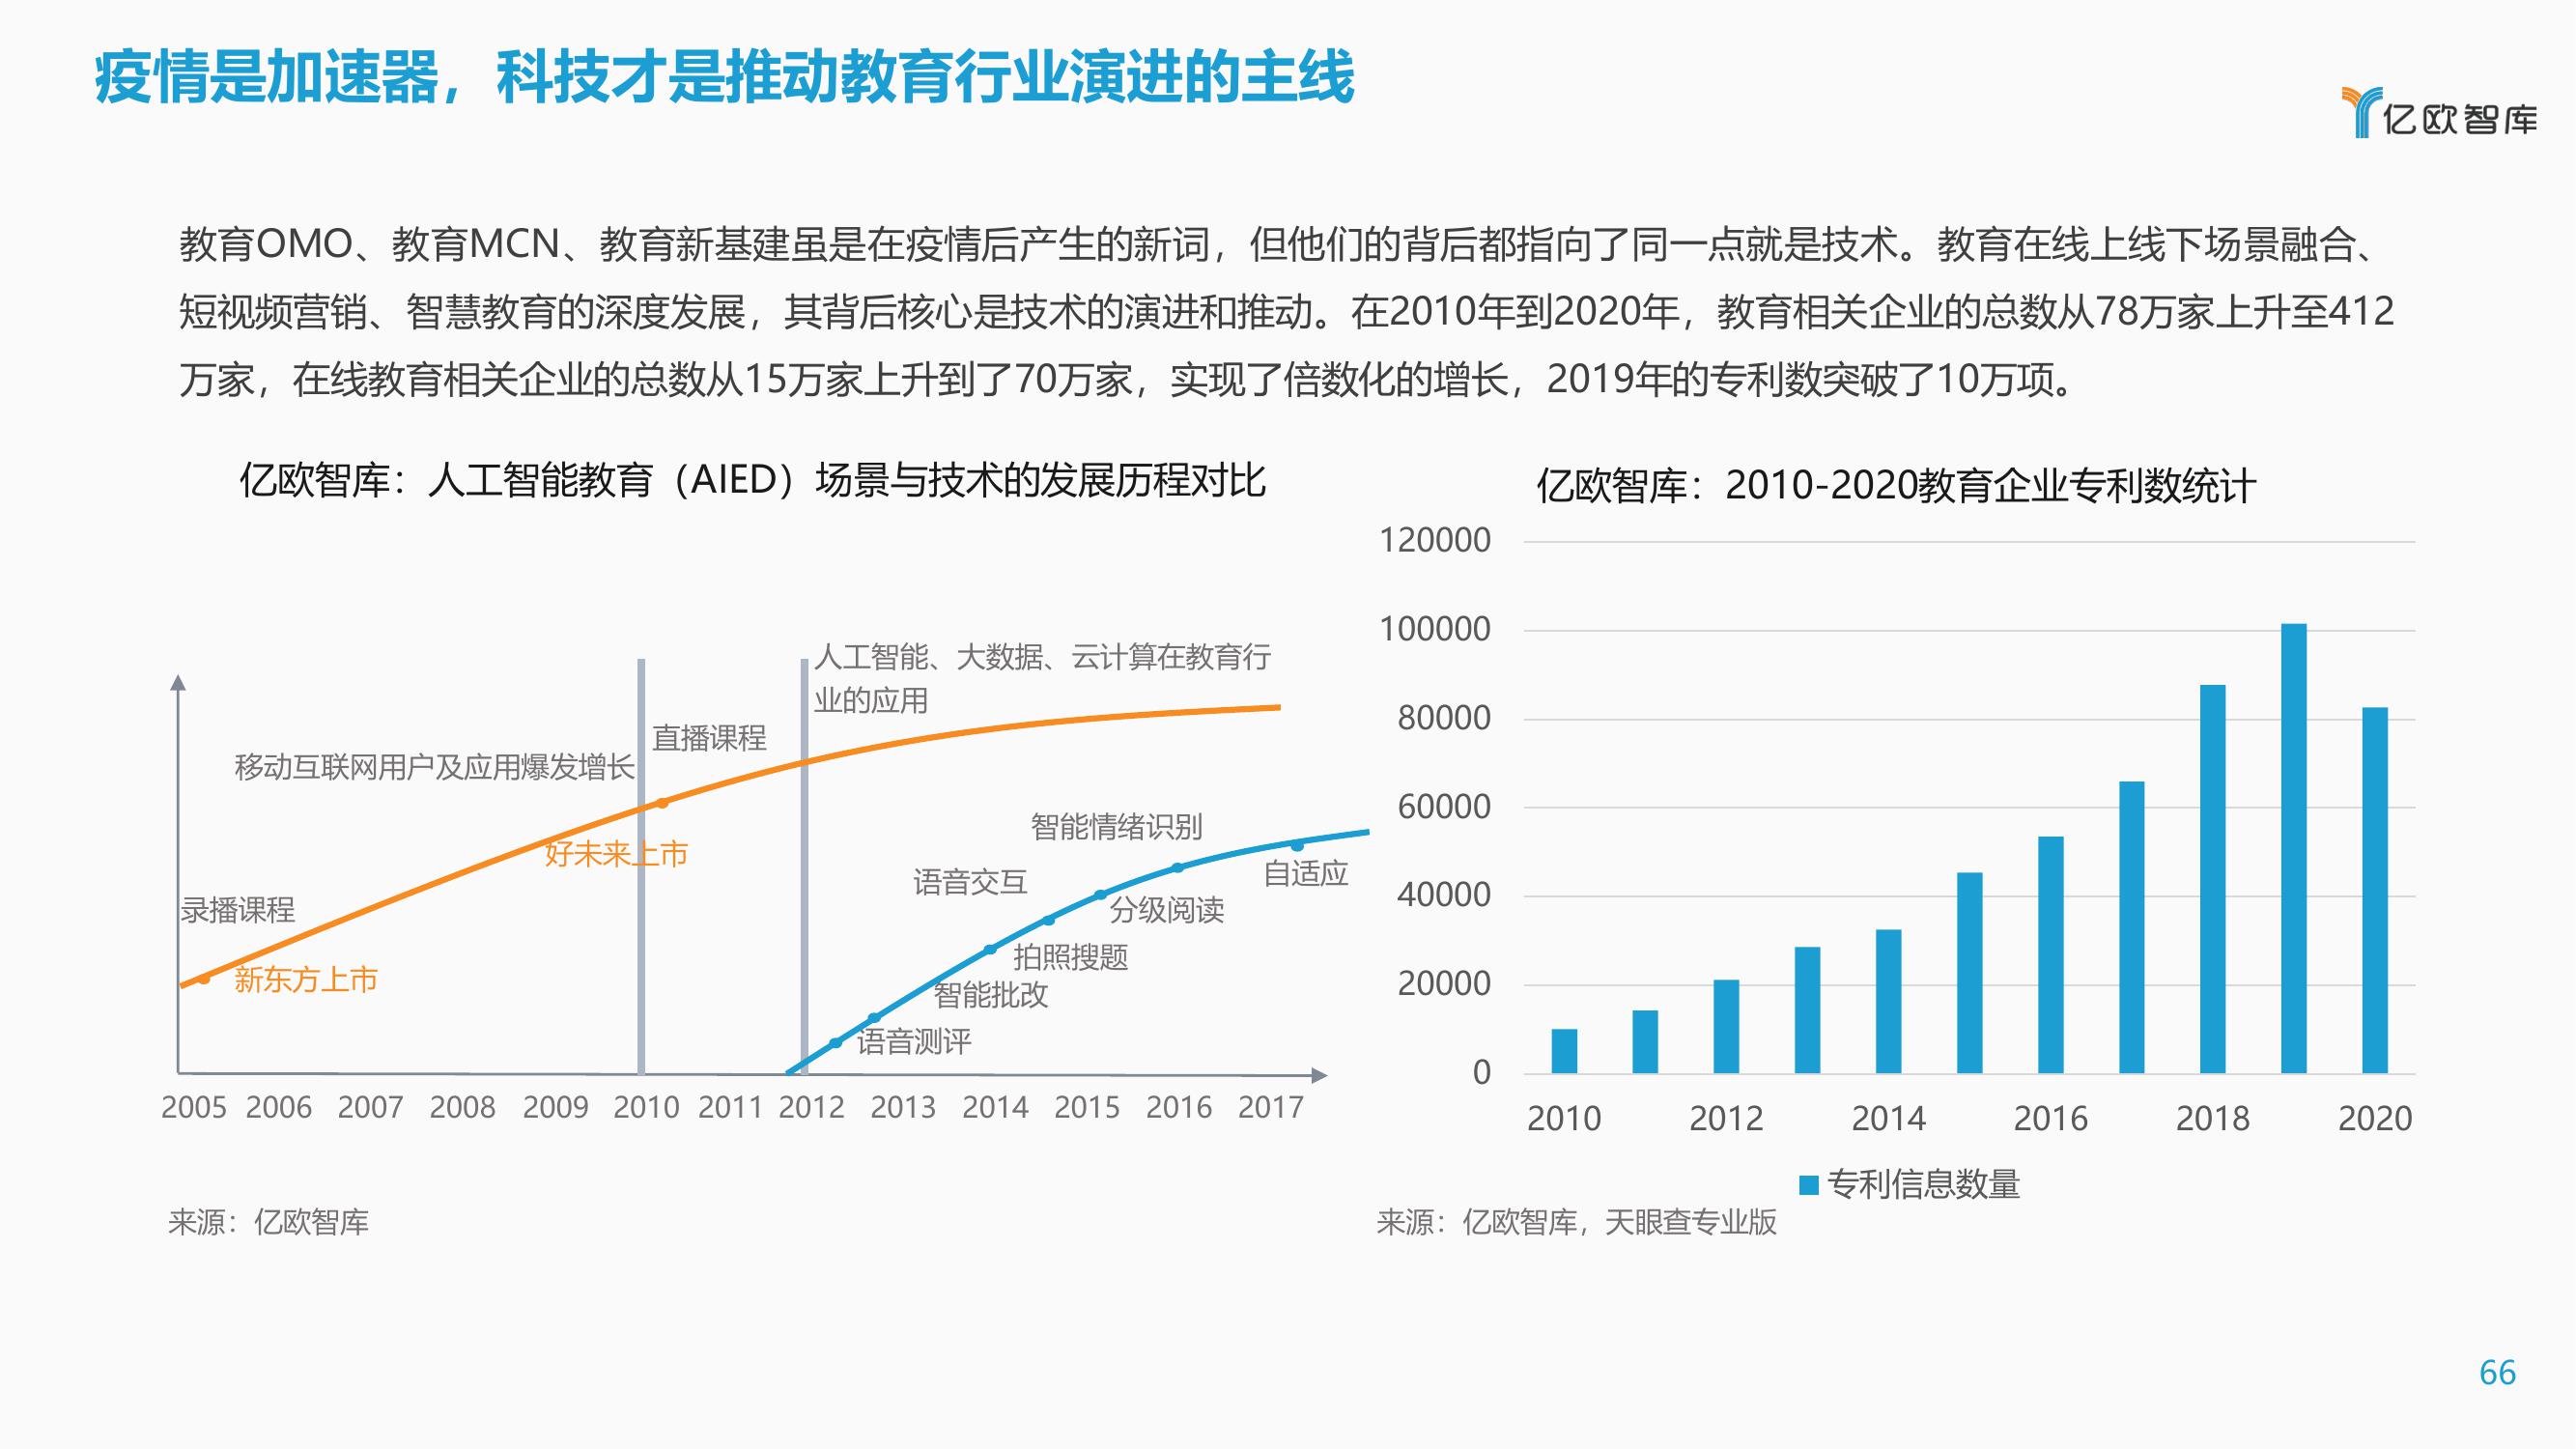 疫情是加速器，科技才是推动教育行业演进的主线
亿欧智库
教育OMO、教育MCN、教育新基建虽是在疫情后产生的新词，但他们的背后都指向了同一点就是技术。教育在线上线下场景融合、
短视频营销、智慧教育的深度发展，其背后核心是技术的演进和推动。在2010年到2020年，教育相关企业的总数从78万家上升至412
万家，在线教育相关企业的总数从15万家上升到了70万家，实现了倍数化的增长，2019年的专利数突破了10万项。
亿欧智库：人工智能教育（AIED）场景与技术的发展历程对比
人工智能、大数据、云计算在教育行
业的应用
直播课程
移动互联网用户及应用爆发增长
智能情绪识别
好未来上市
自适应
语音交互
录播课程
分级阅读
拍照搜题
新东方上市
智能批改
语音测评
2005 2006 2007 2008 2009 2010 2011 2012 2013 2014 2015 2016 2017
来源：亿欧智库
亿欧智库：2010-2020教育企业专利数统计
120000
100000
80000
60000
40000
20000
0
2010 2012 2014 2016 2018 2020
专利信息数量
来源：亿欧智库，天眼查专业版
66